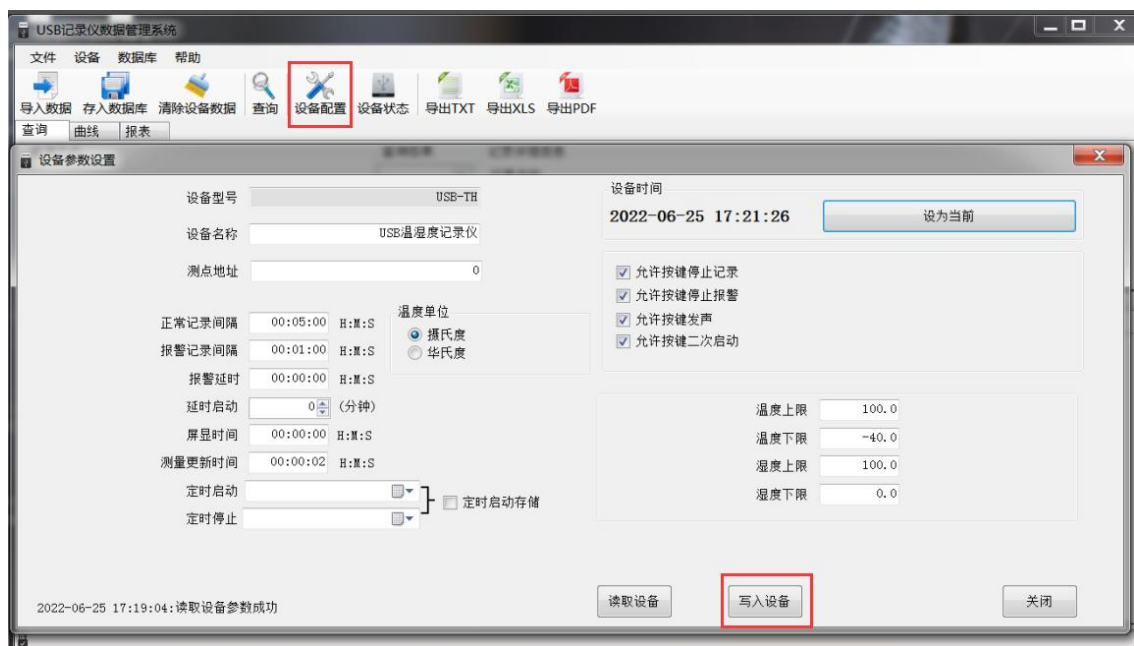 USB记录仪数据管理系统
文件 设备 数据库 帮助
导入数据 存入数据库 清除设备数据 查询 设备配置 设备状态 导出TXT 导出XLS 导出PDF
查询 曲线 报表
设备参数设置
设备型号 USB-TH
设备名称 USB温湿度记录仪
测点地址 0
正常记录间隔 00:05:00 H:M:S
报警记录间隔 00:01:00 H:M:S
报警延时 00:00:00 H:M:S
延时启动 0 (分钟)
屏显时间 00:00:00 H:M:S
测量更新时间 00:00:02 H:M:S
定时启动
定时停止
定时启动存储
温度单位
摄氏度
华氏度
设备时间
2022-06-25 17:21:26 设为当前
允许按键停止记录
允许按键停止报警
允许按键发声
允许按键二次启动
温度上限 100.0
温度下限 -40.0
湿度上限 100.0
湿度下限 0.0
2022-06-25 17:19:04:读取设备参数成功
读取设备 写入设备 关闭